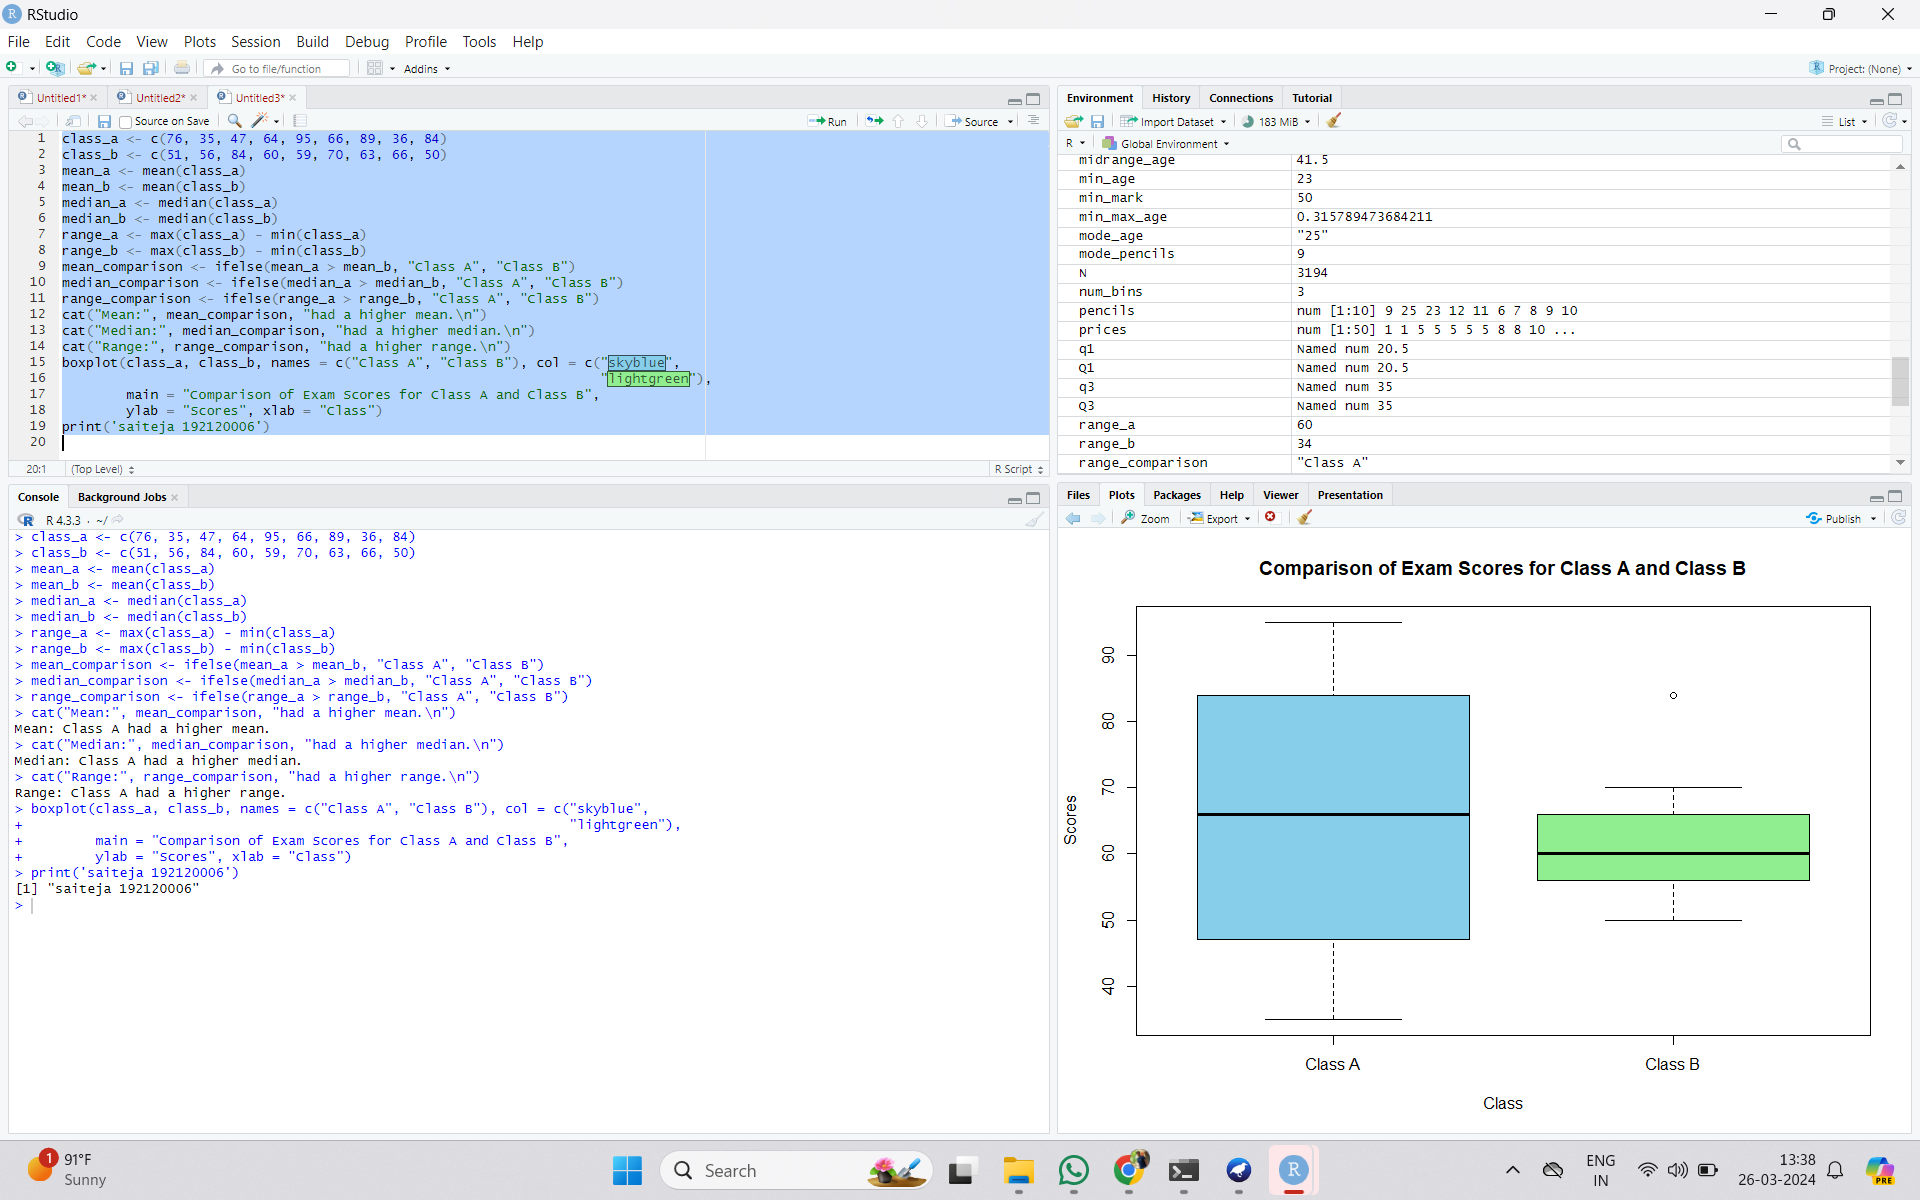 RStudio
File Edit Code View Plots Session Build Debug Profile Tools Help
Go to file/function Addins Project: (None)
Untitled1* Untitled2* Untitled3*
Source on Save Run Source
1 class_a <- c(76, 35, 47, 64, 95, 66, 89, 36, 84)
2 class_b <- c(51, 56, 84, 60, 59, 70, 63, 66, 50)
3 mean_a <- mean(class_a)
4 mean_b <- mean(class_b)
5 median_a <- median(class_a)
6 median_b <- median(class_b)
7 range_a <- max(class_a) - min(class_a)
8 range_b <- max(class_b) - min(class_b)
9 mean_comparison <- ifelse(mean_a > mean_b, "Class A", "Class B")
10 median_comparison <- ifelse(median_a > median_b, "Class A", "Class B")
11 range_comparison <- ifelse(range_a > range_b, "Class A", "Class B")
12 cat("Mean:", mean_comparison, "had a higher mean.\n")
13 cat("Median:", median_comparison, "had a higher median.\n")
14 cat("Range:", range_comparison, "had a higher range.\n")
15 boxplot(class_a, class_b, names = c("Class A", "Class B"), col = c("skyblue",
16 "lightgreen"),
17 main = "Comparison of Exam Scores for Class A and Class B",
18 ylab = "Scores", xlab = "Class")
19 print('saiteja 192120006')
20
20:1 (Top Level) R Script
Console Background Jobs
R 4.3.3 · ~/
> class_a <- c(76, 35, 47, 64, 95, 66, 89, 36, 84)
> class_b <- c(51, 56, 84, 60, 59, 70, 63, 66, 50)
> mean_a <- mean(class_a)
> mean_b <- mean(class_b)
> median_a <- median(class_a)
> median_b <- median(class_b)
> range_a <- max(class_a) - min(class_a)
> range_b <- max(class_b) - min(class_b)
> mean_comparison <- ifelse(mean_a > mean_b, "Class A", "Class B")
> median_comparison <- ifelse(median_a > median_b, "Class A", "Class B")
> range_comparison <- ifelse(range_a > range_b, "Class A", "Class B")
> cat("Mean:", mean_comparison, "had a higher mean.\n")
Mean: Class A had a higher mean.
> cat("Median:", median_comparison, "had a higher median.\n")
Median: Class A had a higher median.
> cat("Range:", range_comparison, "had a higher range.\n")
Range: Class A had a higher range.
> boxplot(class_a, class_b, names = c("Class A", "Class B"), col = c("skyblue",
+ "lightgreen"),
+ main = "Comparison of Exam Scores for Class A and Class B",
+ ylab = "Scores", xlab = "Class")
> print('saiteja 192120006')
[1] "saiteja 192120006"
>
Environment History Connections Tutorial
Import Dataset 183 MiB List
R Global Environment
midrange_age 41.5
min_age 23
min_mark 50
min_max_age 0.315789473684211
mode_age "25"
mode_pencils 9
N 3194
num_bins 3
pencils num [1:10] 9 25 23 12 11 6 7 8 9 10
prices num [1:50] 1 1 5 5 5 5 5 8 8 10 ...
q1 Named num 20.5
Q1 Named num 20.5
q3 Named num 35
Q3 Named num 35
range_a 60
range_b 34
range_comparison "Class A"
Files Plots Packages Help Viewer Presentation
Zoom Export Publish
Comparison of Exam Scores for Class A and Class B
90
80
70
60
50
40
Scores
Class A Class B
Class
1 91°F
Sunny
Search
PRE
ENG
IN
13:38
26-03-2024